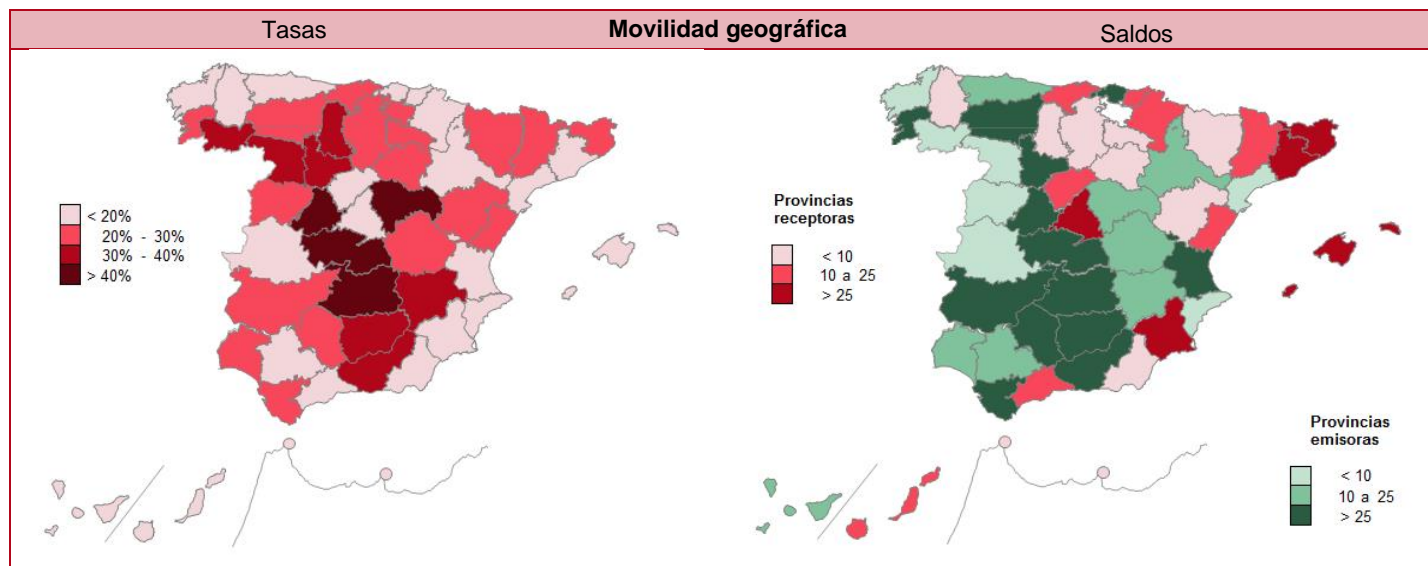 Tasas
Movilidad geográfica
Saldos
< 20%
20% - 30%
30% - 40%
> 40%
Provincias
receptoras
< 10
10 a 25
> 25
Provincias
emisoras
< 10
10 a 25
> 25